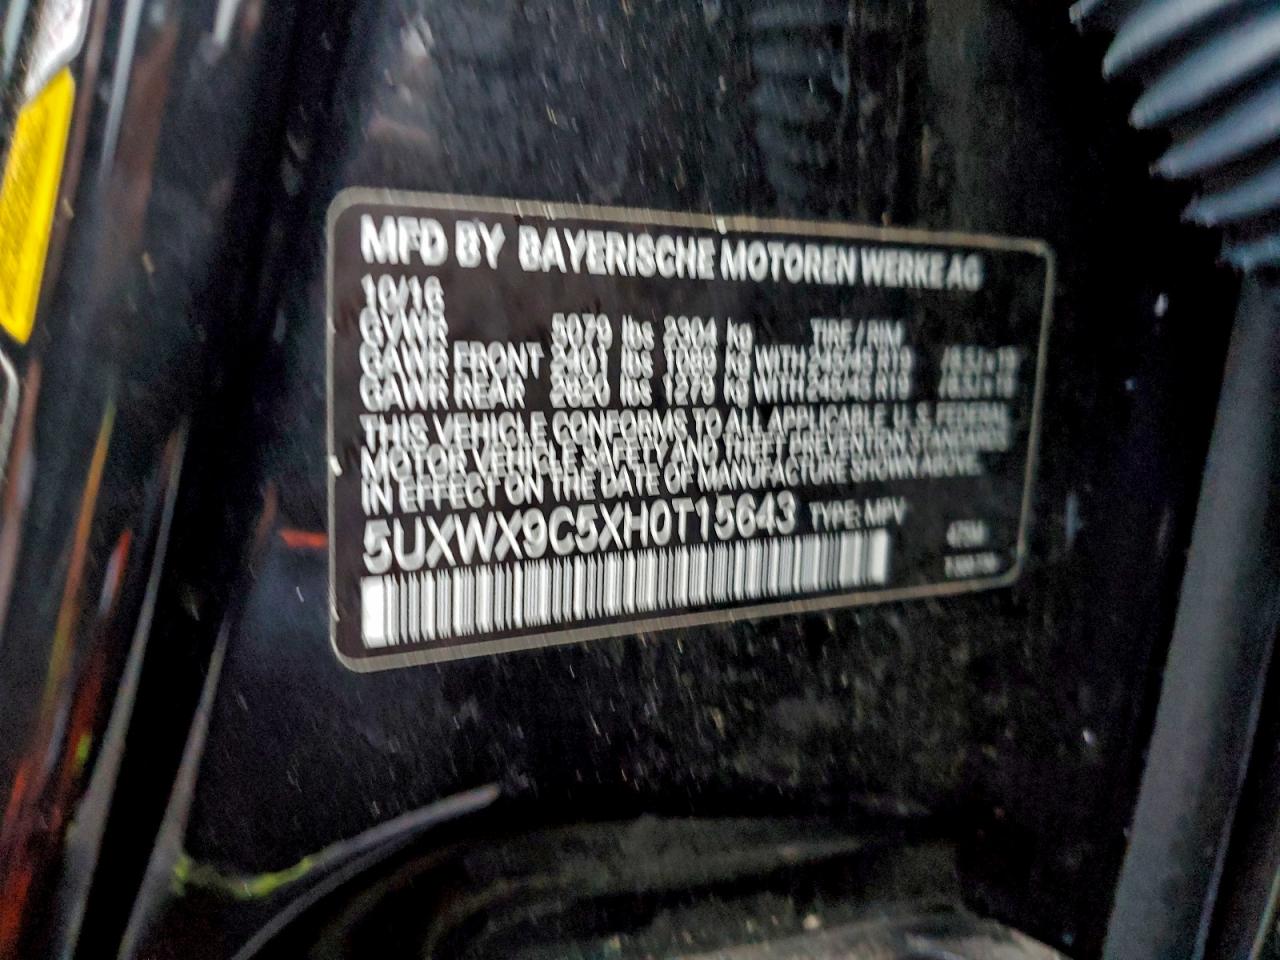 MFD BY BAYERISCHE MOTOREN WERKE AG
10/16
GVWR 5079 lbs 2304 kg TIRE / RIM
GAWR FRONT 2401 lbs 1089 kg WITH 245/45 R19
GAWR REAR 2820 lbs 1279 kg WITH 245/45 R19
THIS VEHICLE CONFORMS TO ALL APPLICABLE U.S. FEDERAL
MOTOR VEHICLE SAFETY AND THEFT PREVENTION STANDARDS
IN EFFECT ON THE DATE OF MANUFACTURE SHOWN ABOVE.
5UXWX9C5XH0T15643 TYPE: MPV